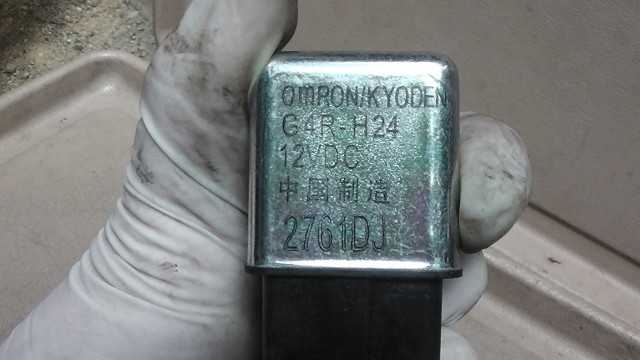 OMRON/KYODEN
G4R-H24
12VDC
中国制造
2761DJ